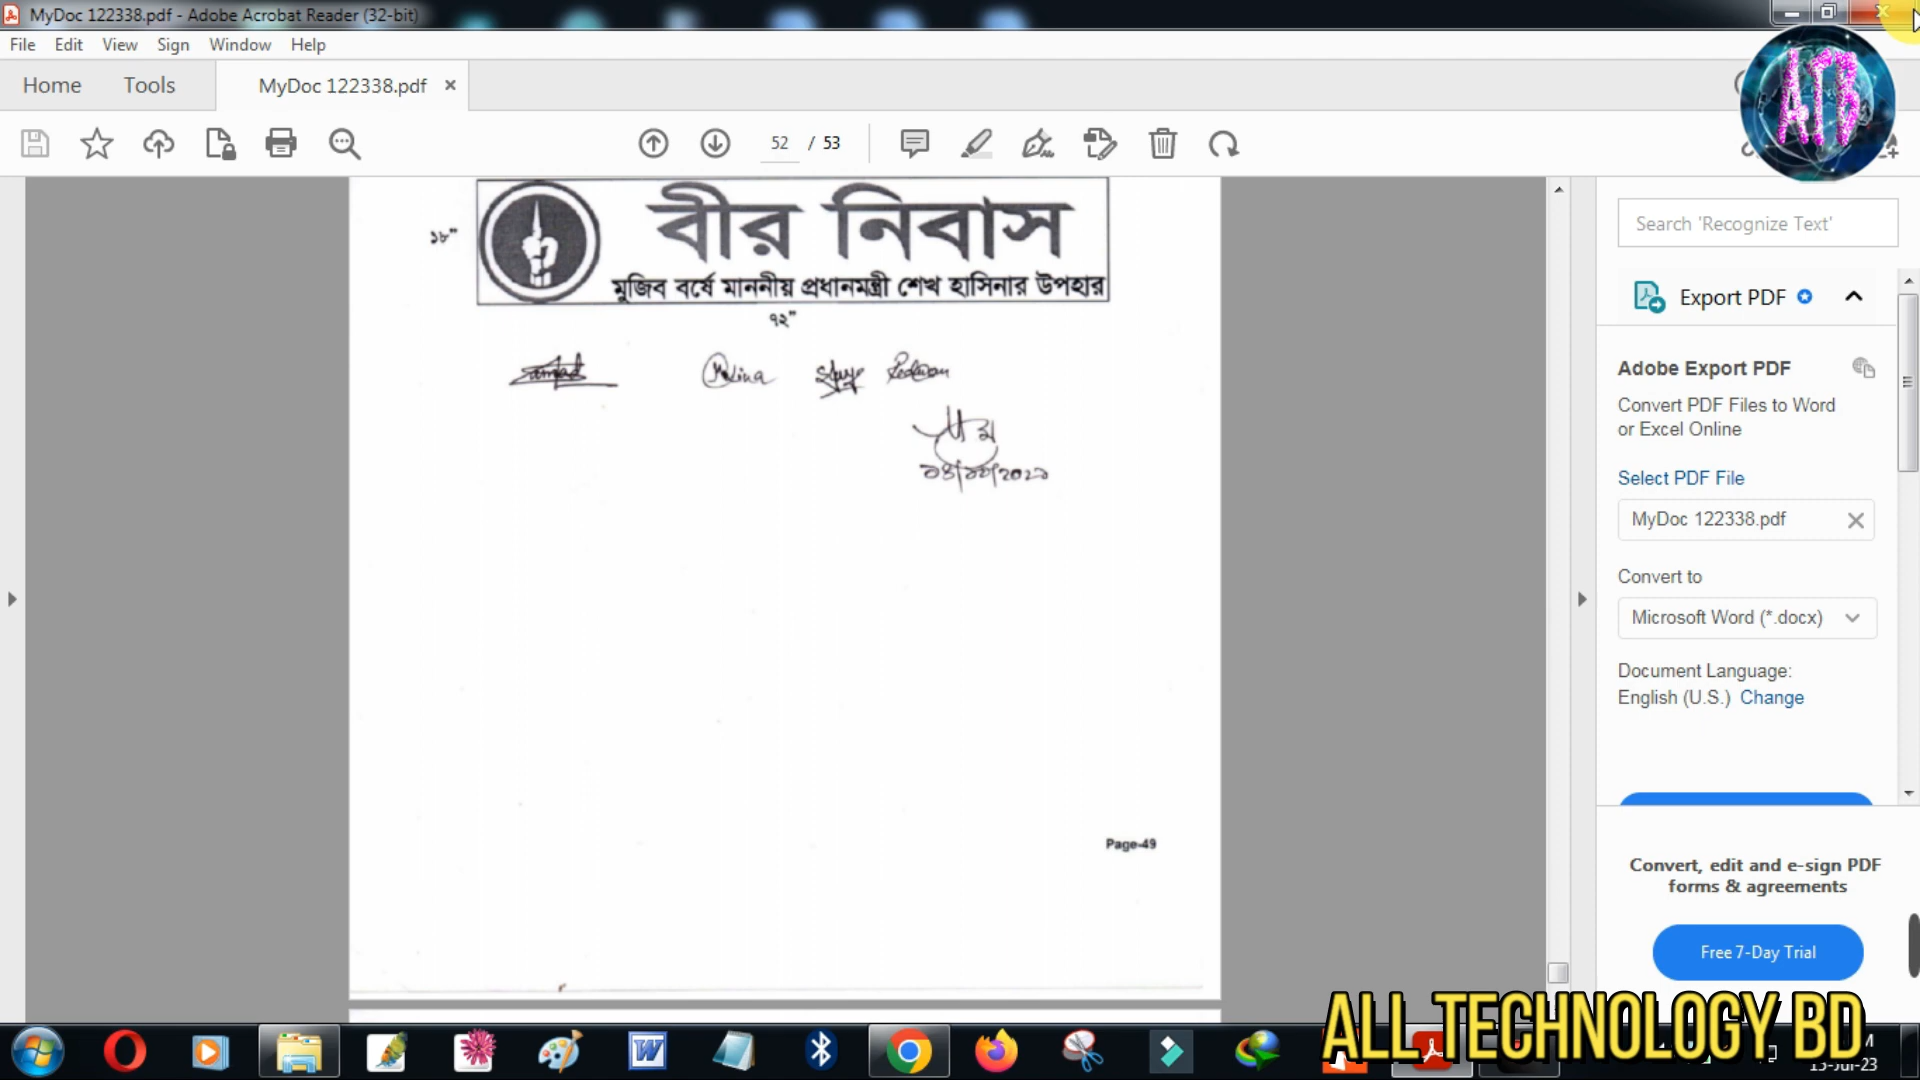 MyDoc 122338.pdf - Adobe Acrobat Reader (32-bit)
File Edit View Sign Window Help
Home Tools MyDoc 122338.pdf
52 / 53
বীর নিবাস
১৮"
মুজিব বর্ষে মাননীয় প্রধানমন্ত্রী শেখ হাসিনার উপহার
৭২"
Page-49
Search 'Recognize Text'
Export PDF
Adobe Export PDF
Convert PDF Files to Word
or Excel Online
Select PDF File
MyDoc 122338.pdf
Convert to
Microsoft Word (*.docx)
Document Language:
English (U.S.) Change
Convert, edit and e-sign PDF
forms & agreements
Free 7-Day Trial
ALL TECHNOLOGY BD